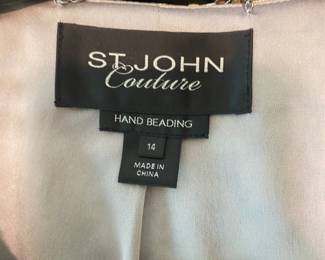 ST. JOHN
Couture
HAND BEADING
14
MADE IN
CHINA